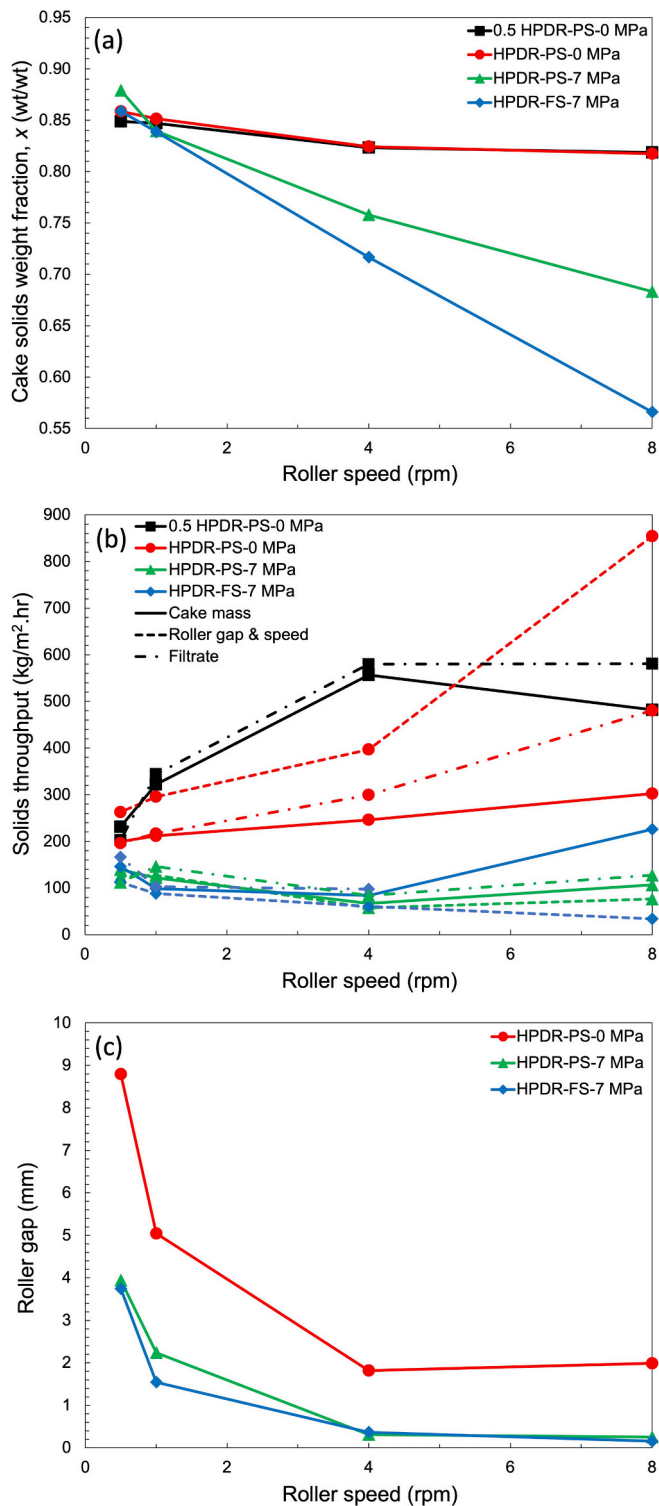 (a)
0.5 HPDR-PS-0 MPa
HPDR-PS-0 MPa
HPDR-PS-7 MPa
HPDR-FS-7 MPa
Cake solids weight fraction, x (wt/wt)
0.95
0.90
0.85
0.80
0.75
0.70
0.65
0.60
0.55
0 2 4 6 8
Roller speed (rpm)
(b)
0.5 HPDR-PS-0 MPa
HPDR-PS-0 MPa
HPDR-PS-7 MPa
HPDR-FS-7 MPa
Cake mass
Roller gap & speed
Filtrate
Solids throughput (kg/m².hr)
900
800
700
600
500
400
300
200
100
0
0 2 4 6 8
Roller speed (rpm)
(c)
HPDR-PS-0 MPa
HPDR-PS-7 MPa
HPDR-FS-7 MPa
Roller gap (mm)
10
9
8
7
6
5
4
3
2
1
0
0 2 4 6 8
Roller speed (rpm)